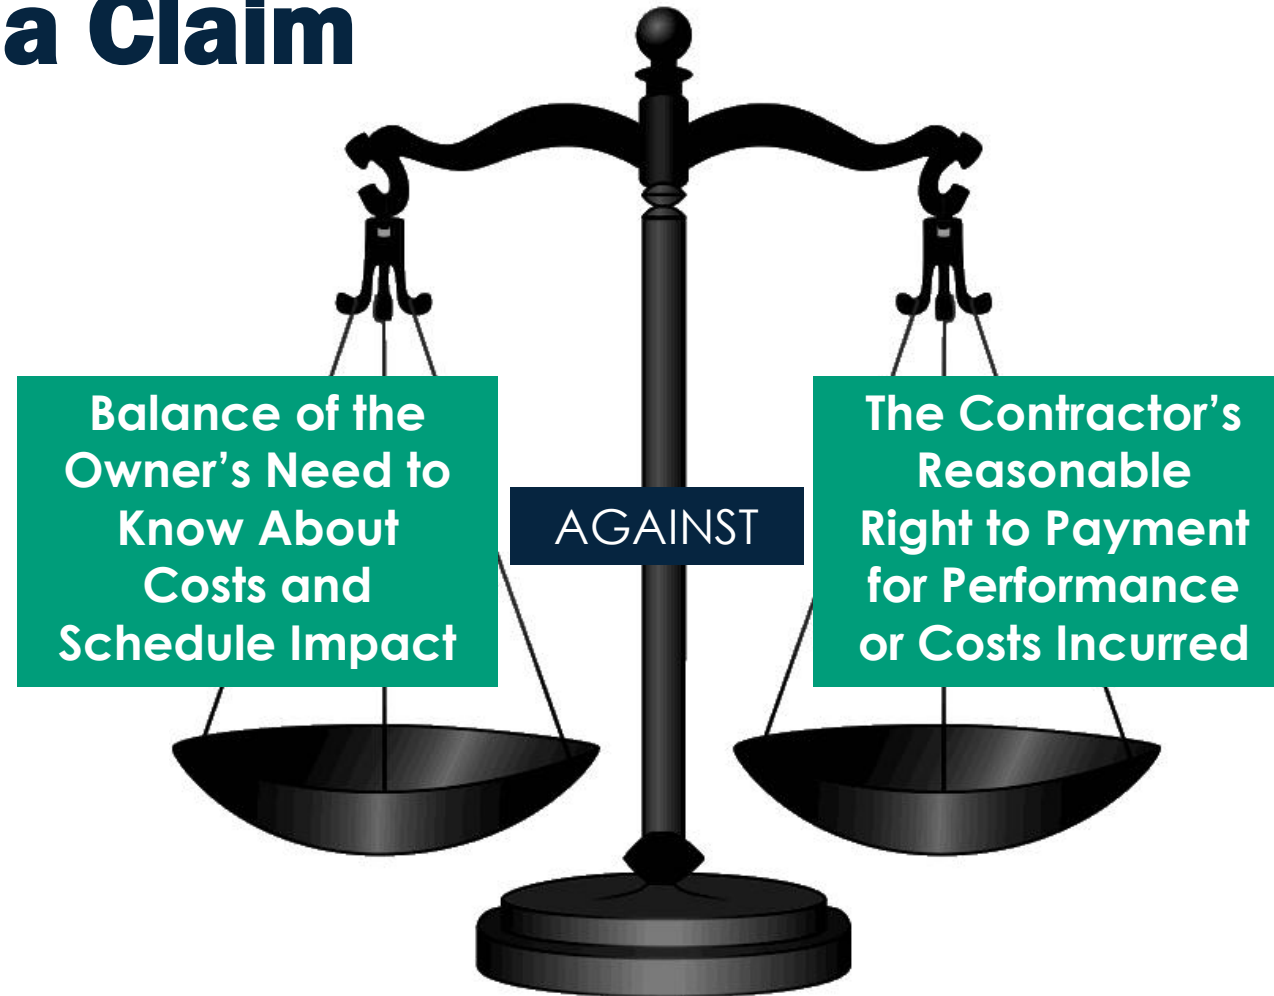 a Claim
Balance of the
Owner’s Need to
Know About
Costs and
Schedule Impact
AGAINST
The Contractor’s
Reasonable
Right to Payment
for Performance
or Costs Incurred